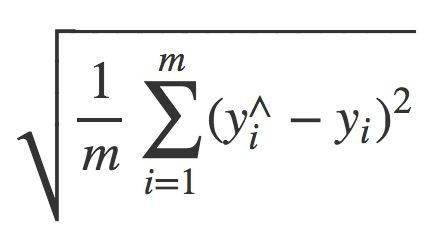 √(1/m ∑_{i=1}^{m} (y_i^∧ − y_i)²)